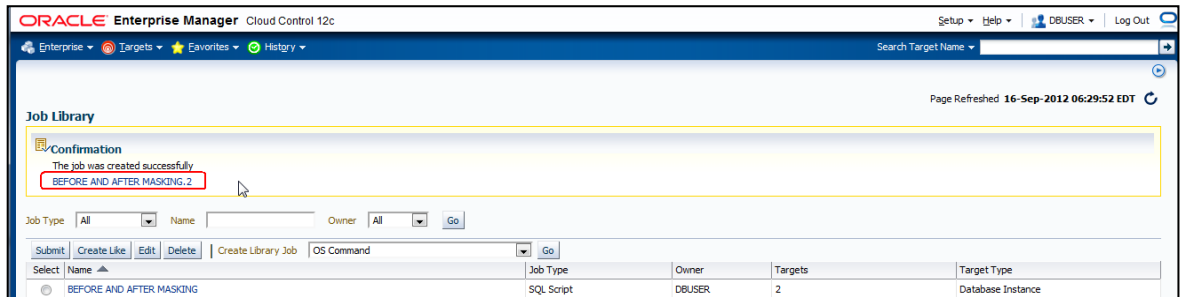 ORACLE Enterprise Manager Cloud Control 12c Setup Help DBUSER Log Out
Enterprise Targets Favorites History Search Target Name
Page Refreshed 16-Sep-2012 06:29:52 EDT
Job Library
Confirmation
The job was created successfully
BEFORE AND AFTER MASKING.2
Job Type All Name Owner All Go
Submit Create Like Edit Delete | Create Library Job OS Command Go
Select Name Job Type Owner Targets Target Type
BEFORE AND AFTER MASKING SQL Script DBUSER 2 Database Instance